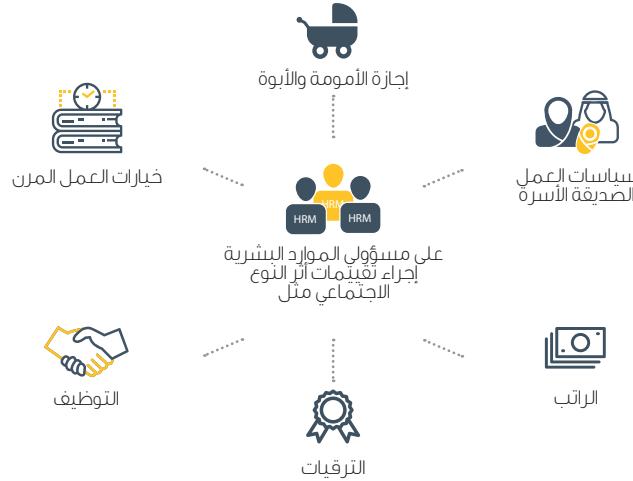 إجازة الأمومة والأبوة
سياسات العمل
الصديقة الأسرة
خيارات العمل المرن
HRM
HRM
HRM
على مسؤولي الموارد البشرية
إجراء تقييمات أثر النوع
الاجتماعي مثل
الراتب
التوظيف
الترقيات